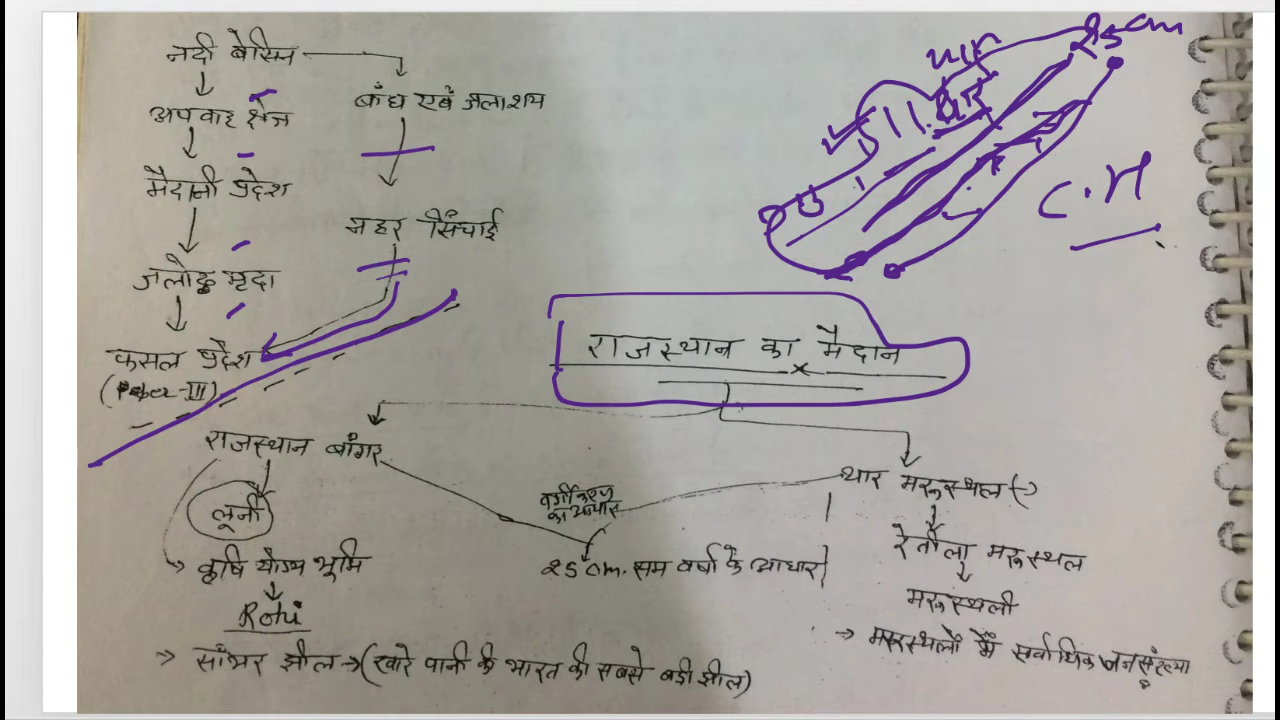 नदी बेसिन
अपवाह क्षेत्र
बाँध एवं जलाशय
मैदानी प्रदेश
नहर सिंचाई
जलोढ़ मृदा
फसल प्रदेश
(Paper-III)
25 cm
थार
C.H
राजस्थान का मैदान
राजस्थान बाँगर
थार मरूस्थल (-)
वर्गीकरण
का आधार
लूनी
रेतीला मरूस्थल
कृषि योग्य भूमि
25 cm. सम वर्षा के आधार
मरूस्थली
Rohi
→ मरूस्थलों में सर्वाधिक जनसंख्या
→ साँभर झील → (खारे पानी की भारत की सबसे बडी झील)